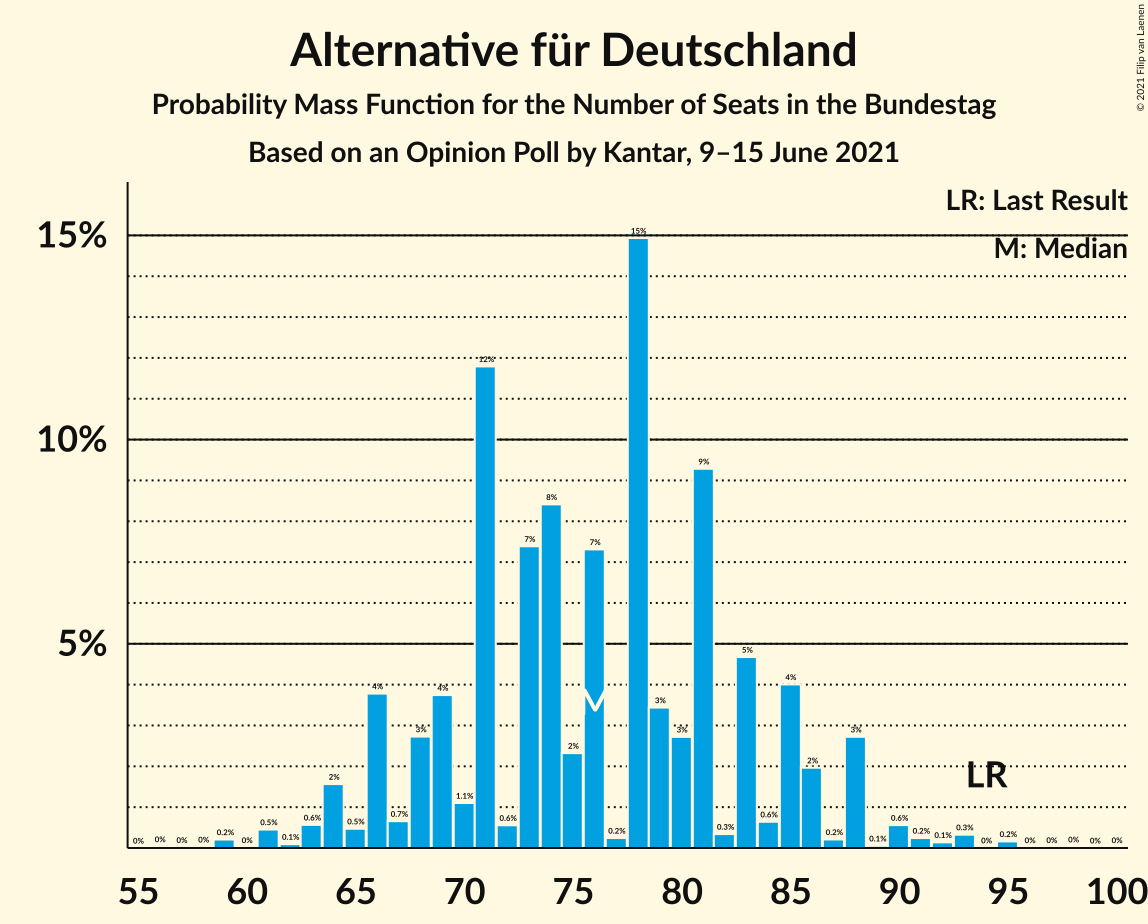 Alternative für Deutschland
Probability Mass Function for the Number of Seats in the Bundestag
Based on an Opinion Poll by Kantar, 9–15 June 2021
© 2021 Filip van Laenen
LR: Last Result
M: Median
15%
10%
5%
0% 0% 0% 0% 0.2% 0% 0.5% 0.1% 0.6% 2% 0.5% 4% 0.7% 3% 4% 1.1% 12% 0.6% 7% 8% 2% 7% 0.2% 15% 3% 3% 9% 0.3% 5% 0.6% 4% 2% 0.2% 3% 0.1% 0.6% 0.2% 0.1% 0.3% 0% 0.2% 0% 0% 0% 0% 0%
M
LR
55 60 65 70 75 80 85 90 95 100